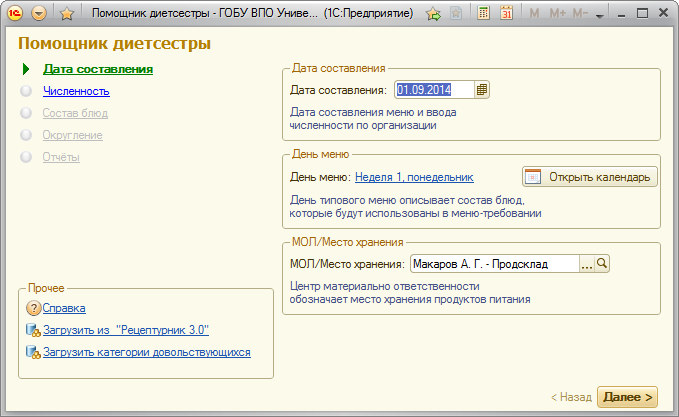 Помощник диетсестры - ГОБУ ВПО Униве... (1С:Предприятие)
M M+ M-
Помощник диетсестры
Дата составления
Численность
Состав блюд
Округление
Отчёты
Дата составления
Дата составления: 01.09.2014
Дата составления меню и ввода
численности по организации
День меню
День меню: Неделя 1, понедельник
Открыть календарь
День типового меню описывает состав блюд,
которые будут использованы в меню-требовании
МОЛ/Место хранения
МОЛ/Место хранения: Макаров А. Г. - Продсклад ...
Центр материально ответственности
обозначает место хранения продуктов питания
Прочее
Справка
Загрузить из "Рецептурник 3.0"
Загрузить категории довольствующихся
< Назад Далее >